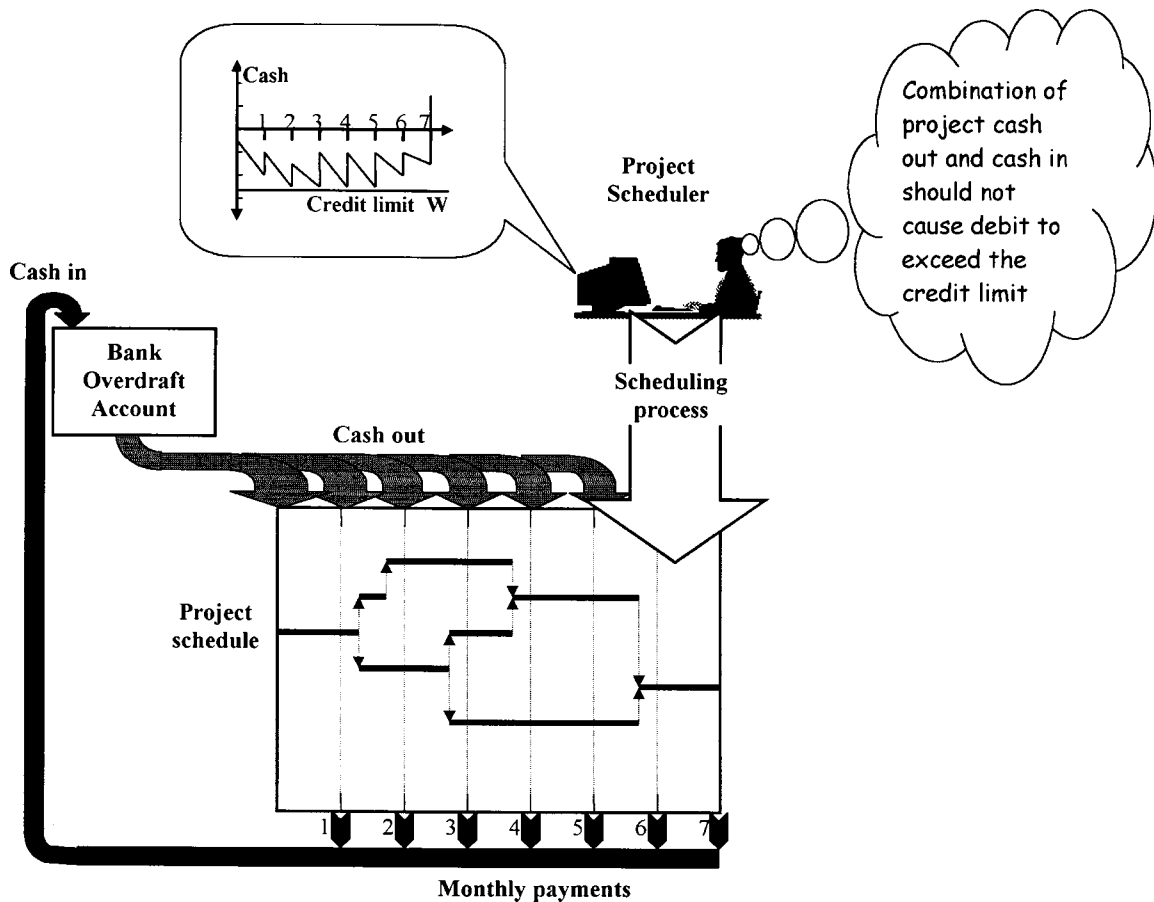 Cash
1 2 3 4 5 6 7
Credit limit W
Project
Scheduler
Combination of
project cash
out and cash in
should not
cause debit to
exceed the
credit limit
Cash in
Bank
Overdraft
Account
Scheduling
process
Cash out
Project
schedule
1 2 3 4 5 6 7
Monthly payments